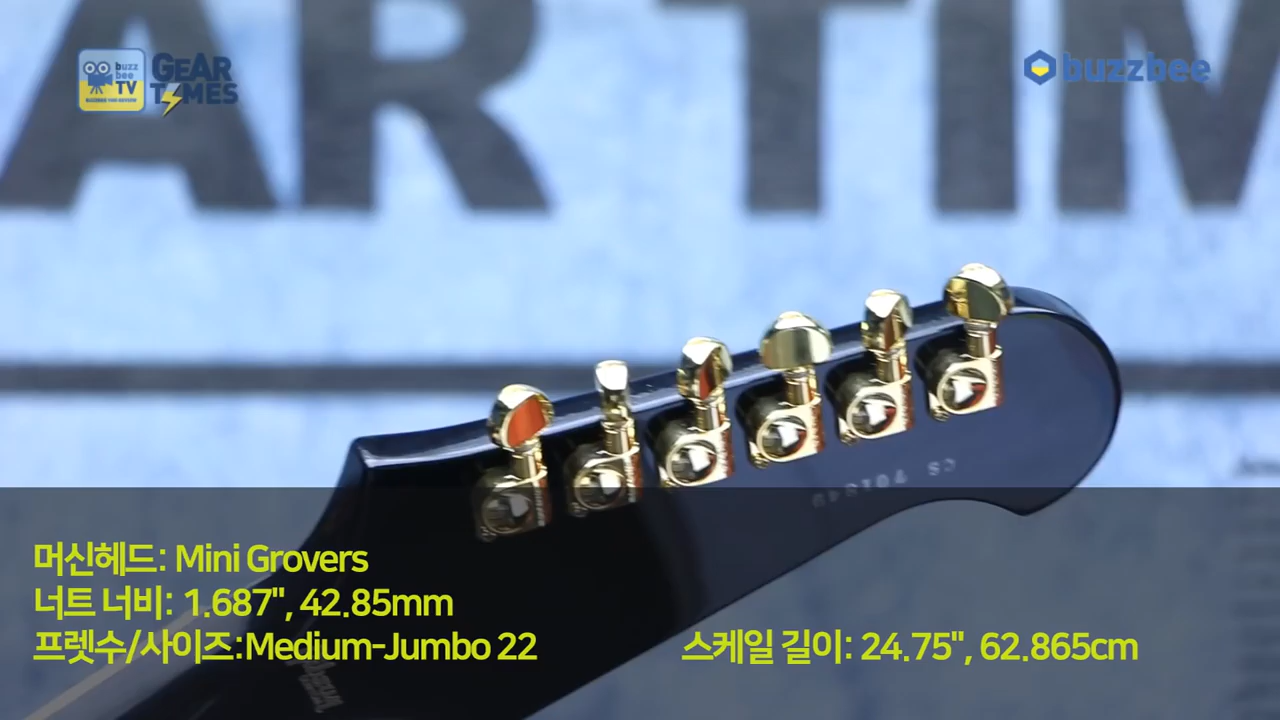 AR TIM
buzz
bee
TV
GEAR
TIMES
buzzbee
머신헤드: Mini Grovers
너트 너비: 1.687", 42.85mm
프렛수/사이즈:Medium-Jumbo 22
스케일 길이: 24.75", 62.865cm